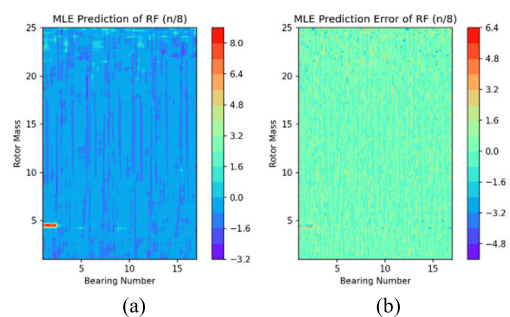 MLE Prediction of RF (n/8)
25
20
15
10
5
Rotor Mass
5 10 15
Bearing Number
8.0
6.4
4.8
3.2
1.6
0.0
−1.6
−3.2
(a)
MLE Prediction Error of RF (n/8)
25
20
15
10
5
Rotor Mass
5 10 15
Bearing Number
6.4
4.8
3.2
1.6
0.0
−1.6
−3.2
−4.8
(b)